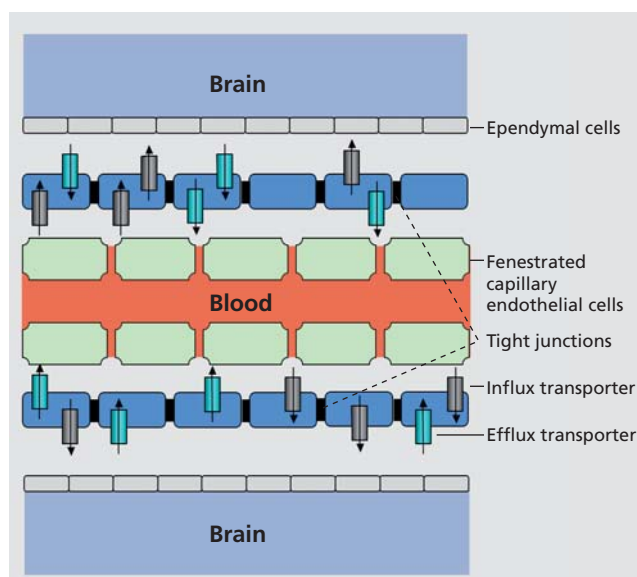 Brain
Ependymal cells
Fenestrated
capillary
endothelial cells
Blood
Tight junctions
Influx transporter
Efflux transporter
Brain